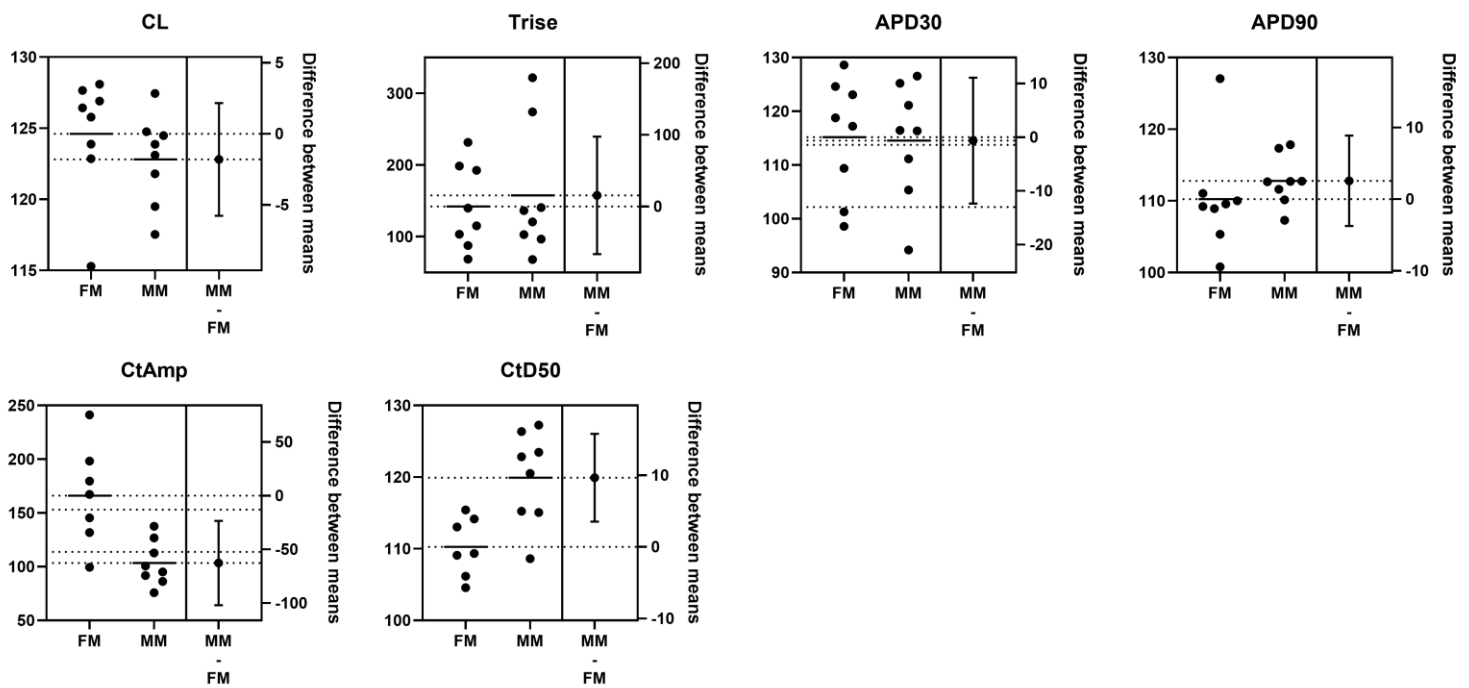 CL
130
125
120
115
5
0
-5
Difference between means
FM
MM
MM
-
FM
Trise
300
200
100
200
100
0
Difference between means
FM
MM
MM
-
FM
APD30
130
120
110
100
90
10
0
-10
-20
Difference between means
FM
MM
MM
-
FM
APD90
130
120
110
100
10
0
-10
Difference between means
FM
MM
MM
-
FM
CtAmp
250
200
150
100
50
50
0
-50
-100
Difference between means
FM
MM
MM
-
FM
CtD50
130
120
110
100
10
0
-10
Difference between means
FM
MM
MM
-
FM